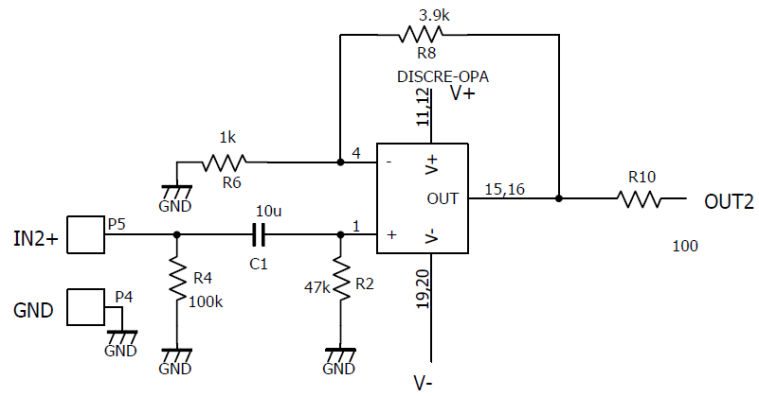 3.9k
R8
DISCRE-OPA
V+
11,12
1k
R6
4
-
V+
GND
OUT
15,16
R10
OUT2
100
10u
C1
1
+
V-
IN2+
P5
R4
100k
47k
R2
19,20
GND
P4
GND
GND
GND
V-